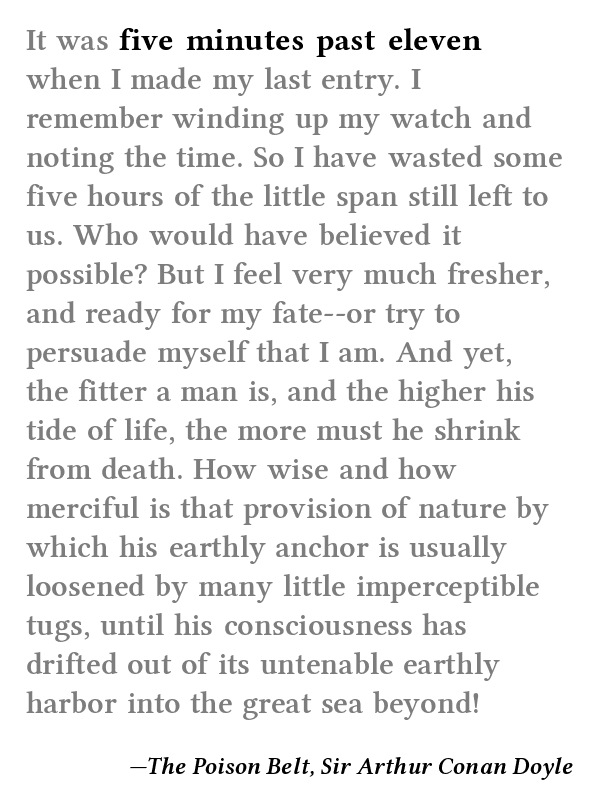 It was five minutes past eleven
when I made my last entry. I
remember winding up my watch and
noting the time. So I have wasted some
five hours of the little span still left to
us. Who would have believed it
possible? But I feel very much fresher,
and ready for my fate--or try to
persuade myself that I am. And yet,
the fitter a man is, and the higher his
tide of life, the more must he shrink
from death. How wise and how
merciful is that provision of nature by
which his earthly anchor is usually
loosened by many little imperceptible
tugs, until his consciousness has
drifted out of its untenable earthly
harbor into the great sea beyond!
—The Poison Belt, Sir Arthur Conan Doyle